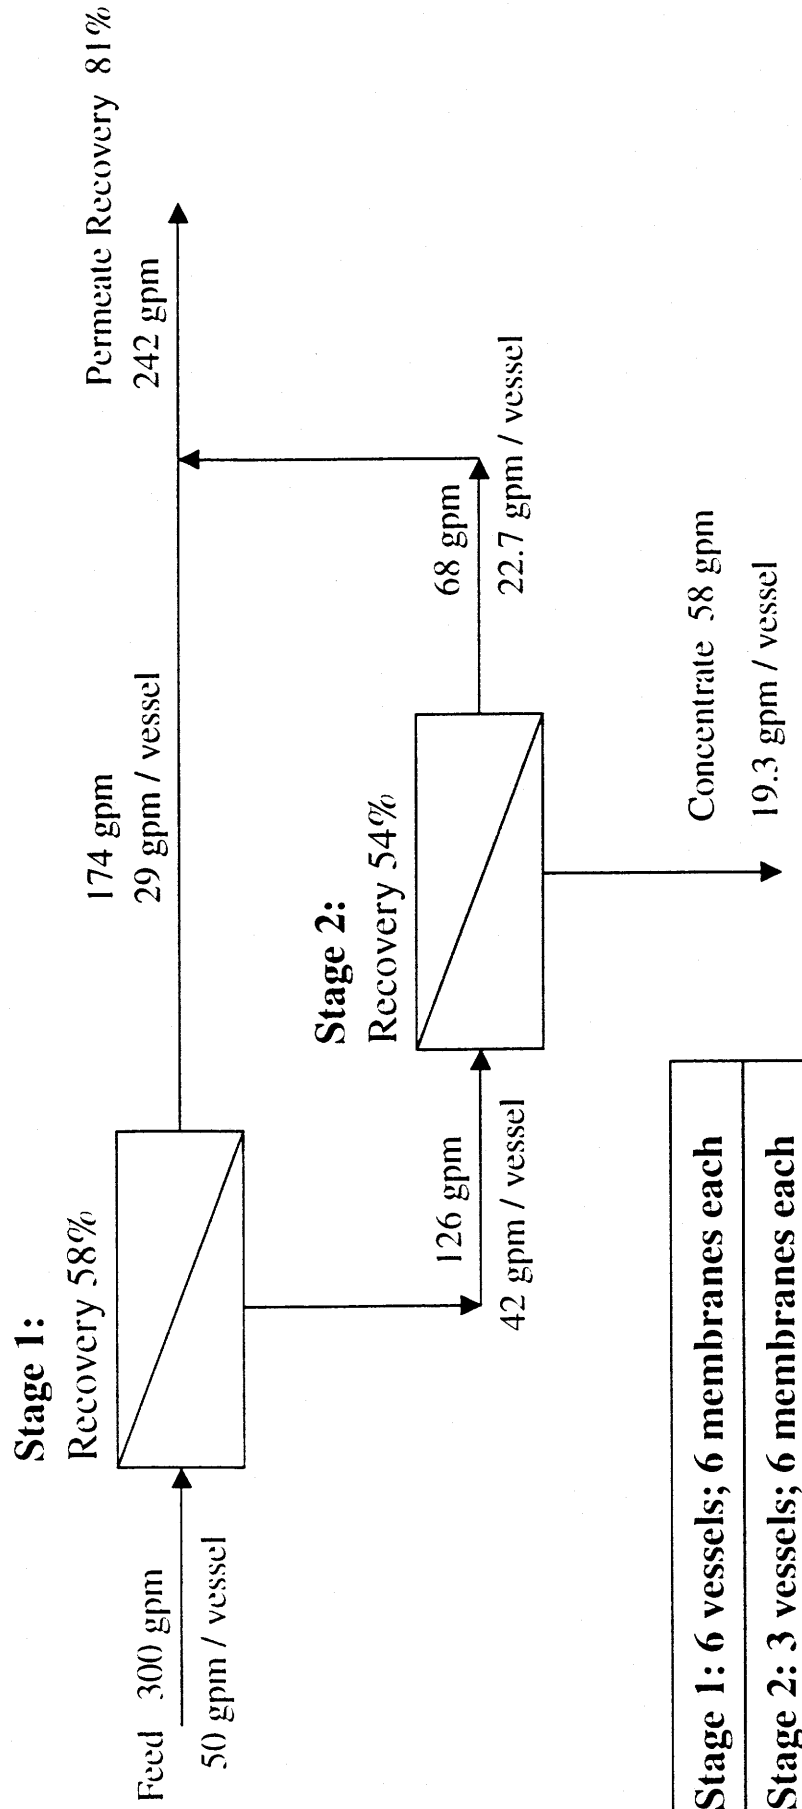 Stage 1:
Recovery 58%
Feed 300 gpm
50 gpm / vessel
174 gpm
29 gpm / vessel
Permeate Recovery 81%
242 gpm
Stage 2:
Recovery 54%
126 gpm
42 gpm / vessel
68 gpm
22.7 gpm / vessel
Concentrate 58 gpm
19.3 gpm / vessel
Stage 1: 6 vessels; 6 membranes each
Stage 2: 3 vessels; 6 membranes each